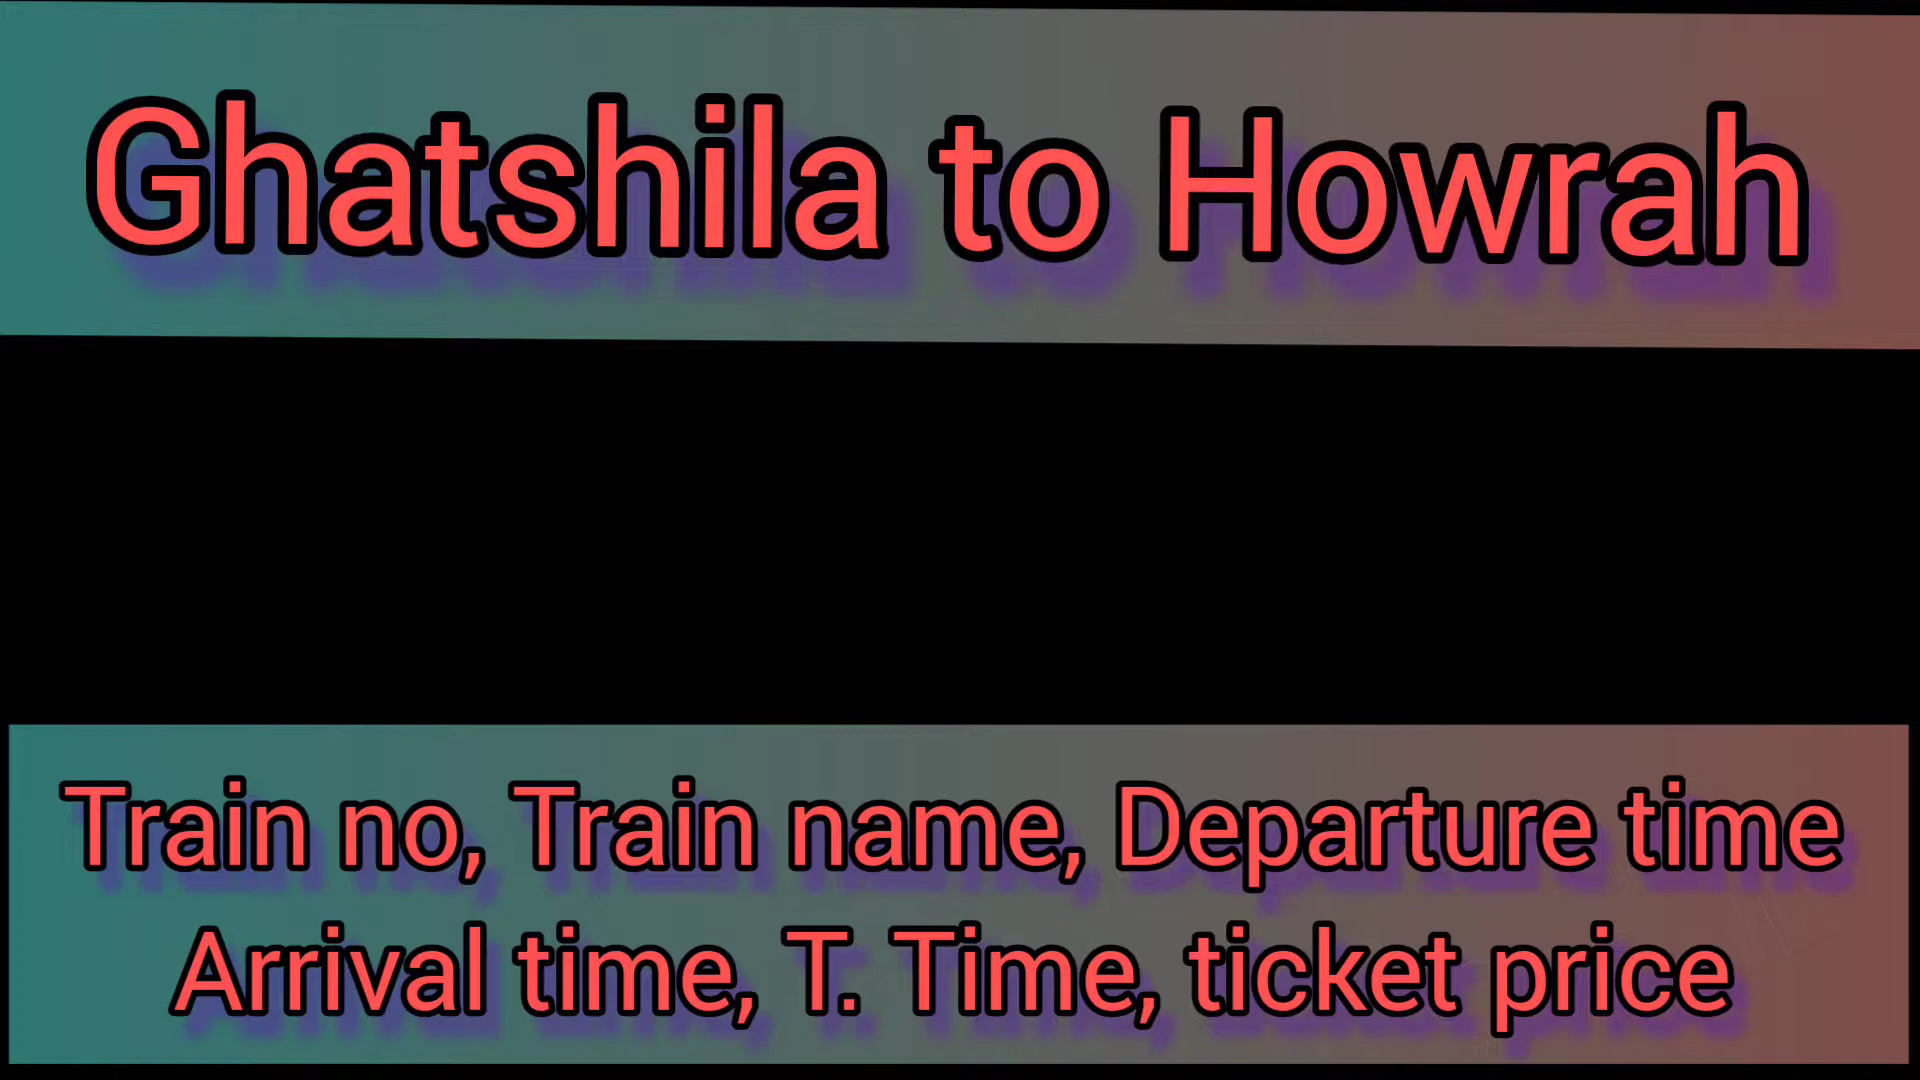 Ghatshila to Howrah
Train no, Train name, Departure time
Arrival time, T. Time, ticket price